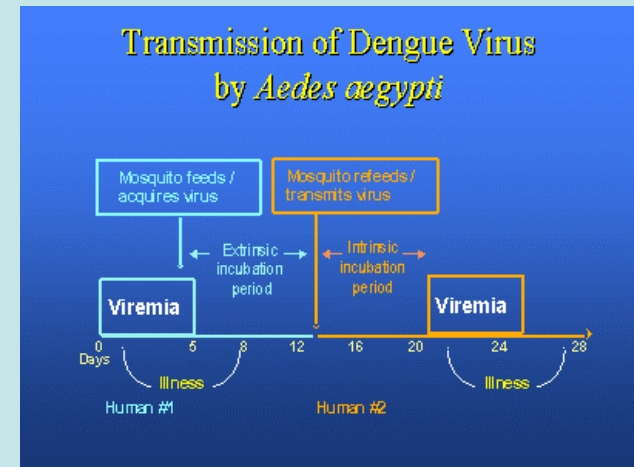 Transmission of Dengue Virus
by Aedes ægypti
Mosquito feeds /
acquires virus
Mosquito refeeds /
transmits virus
Extrinsic
incubation
period
Intrinsic
incubation
period
Viremia
Viremia
0 5 8 12 16 20 24 28
Days
Illness
Illness
Human #1
Human #2